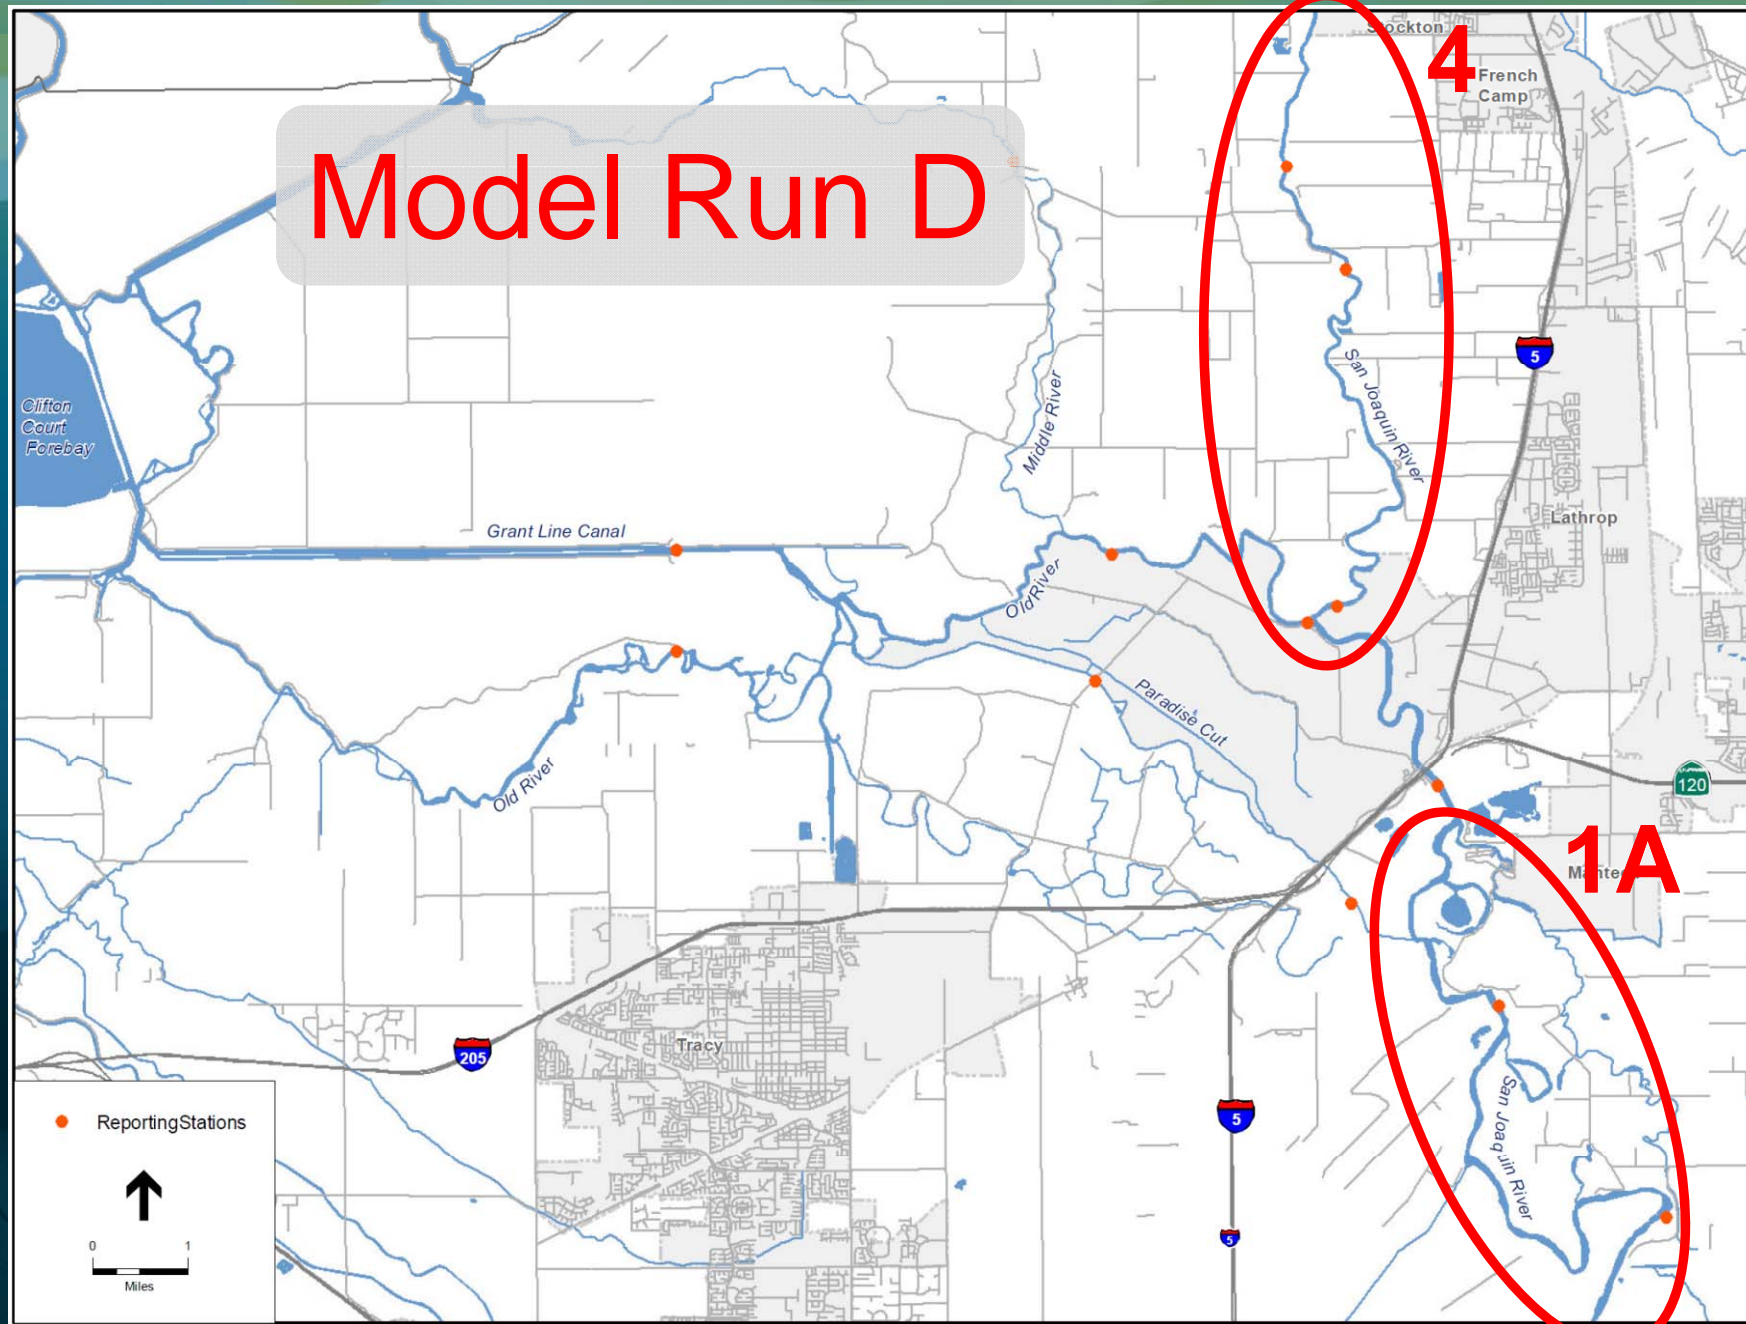 Stockton
4
French
Camp
Model Run D
5
San Joaquin River
Middle River
Clifton
Court
Forebay
Grant Line Canal
Lathrop
Old River
Paradise Cut
Old River
120
1A
Mantec
Tracy
205
5
San Joaquin River
5
ReportingStations
0 1
Miles